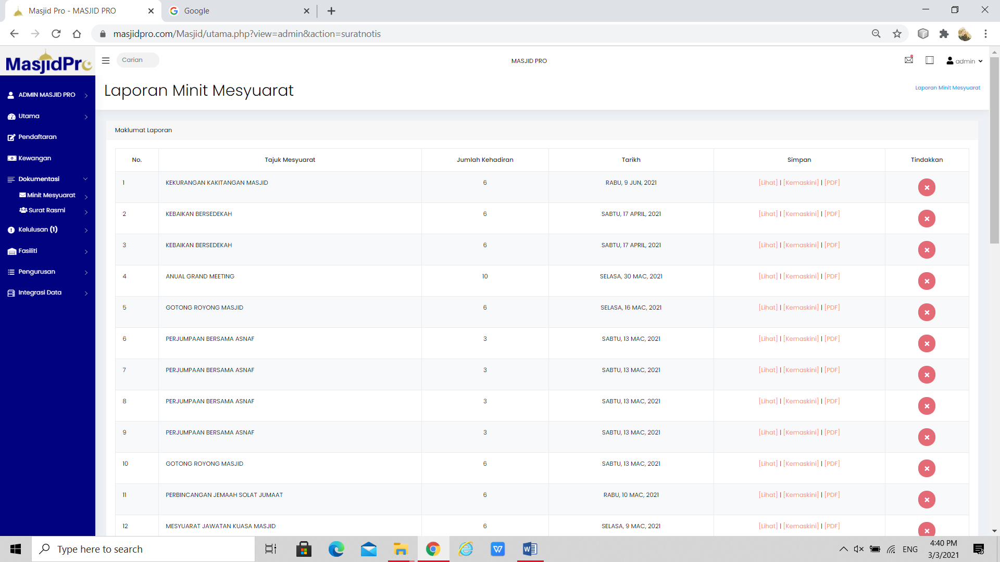 Masjid Pro - MASJID PRO
Google
masjidpro.com/Masjid/utama.php?view=admin&action=suratnotis
MasjidPro
Carian
MASJID PRO
admin
Laporan Minit Mesyuarat
Laporan Minit Mesyuarat
ADMIN MASJID PRO
Utama
Pendaftaran
Kewangan
Dokumentasi
Minit Mesyuarat
Surat Rasmi
Kelulusan (1)
Fasiliti
Pengurusan
Integrasi Data
Maklumat Laporan
No. Tajuk Mesyuarat Jumlah Kehadiran Tarikh Simpan Tindakkan
1 KEKURANGAN KAKITANGAN MASJID 6 RABU, 9 JUN, 2021 [Lihat] | [Kemaskini] | [PDF]
2 KEBAIKAN BERSEDEKAH 6 SABTU, 17 APRIL, 2021 [Lihat] | [Kemaskini] | [PDF]
3 KEBAIKAN BERSEDEKAH 6 SABTU, 17 APRIL, 2021 [Lihat] | [Kemaskini] | [PDF]
4 ANUAL GRAND MEETING 10 SELASA, 30 MAC, 2021 [Lihat] | [Kemaskini] | [PDF]
5 GOTONG ROYONG MASJID 6 SELASA, 16 MAC, 2021 [Lihat] | [Kemaskini] | [PDF]
6 PERJUMPAAN BERSAMA ASNAF 3 SABTU, 13 MAC, 2021 [Lihat] | [Kemaskini] | [PDF]
7 PERJUMPAAN BERSAMA ASNAF 3 SABTU, 13 MAC, 2021 [Lihat] | [Kemaskini] | [PDF]
8 PERJUMPAAN BERSAMA ASNAF 3 SABTU, 13 MAC, 2021 [Lihat] | [Kemaskini] | [PDF]
9 PERJUMPAAN BERSAMA ASNAF 3 SABTU, 13 MAC, 2021 [Lihat] | [Kemaskini] | [PDF]
10 GOTONG ROYONG MASJID 6 SABTU, 13 MAC, 2021 [Lihat] | [Kemaskini] | [PDF]
11 PERBINCANGAN JEMAAH SOLAT JUMAAT 6 RABU, 10 MAC, 2021 [Lihat] | [Kemaskini] | [PDF]
12 MESYUARAT JAWATAN KUASA MASJID 6 SELASA, 9 MAC, 2021 [Lihat] | [Kemaskini] | [PDF]
Type here to search
ENG
4:40 PM
3/3/2021